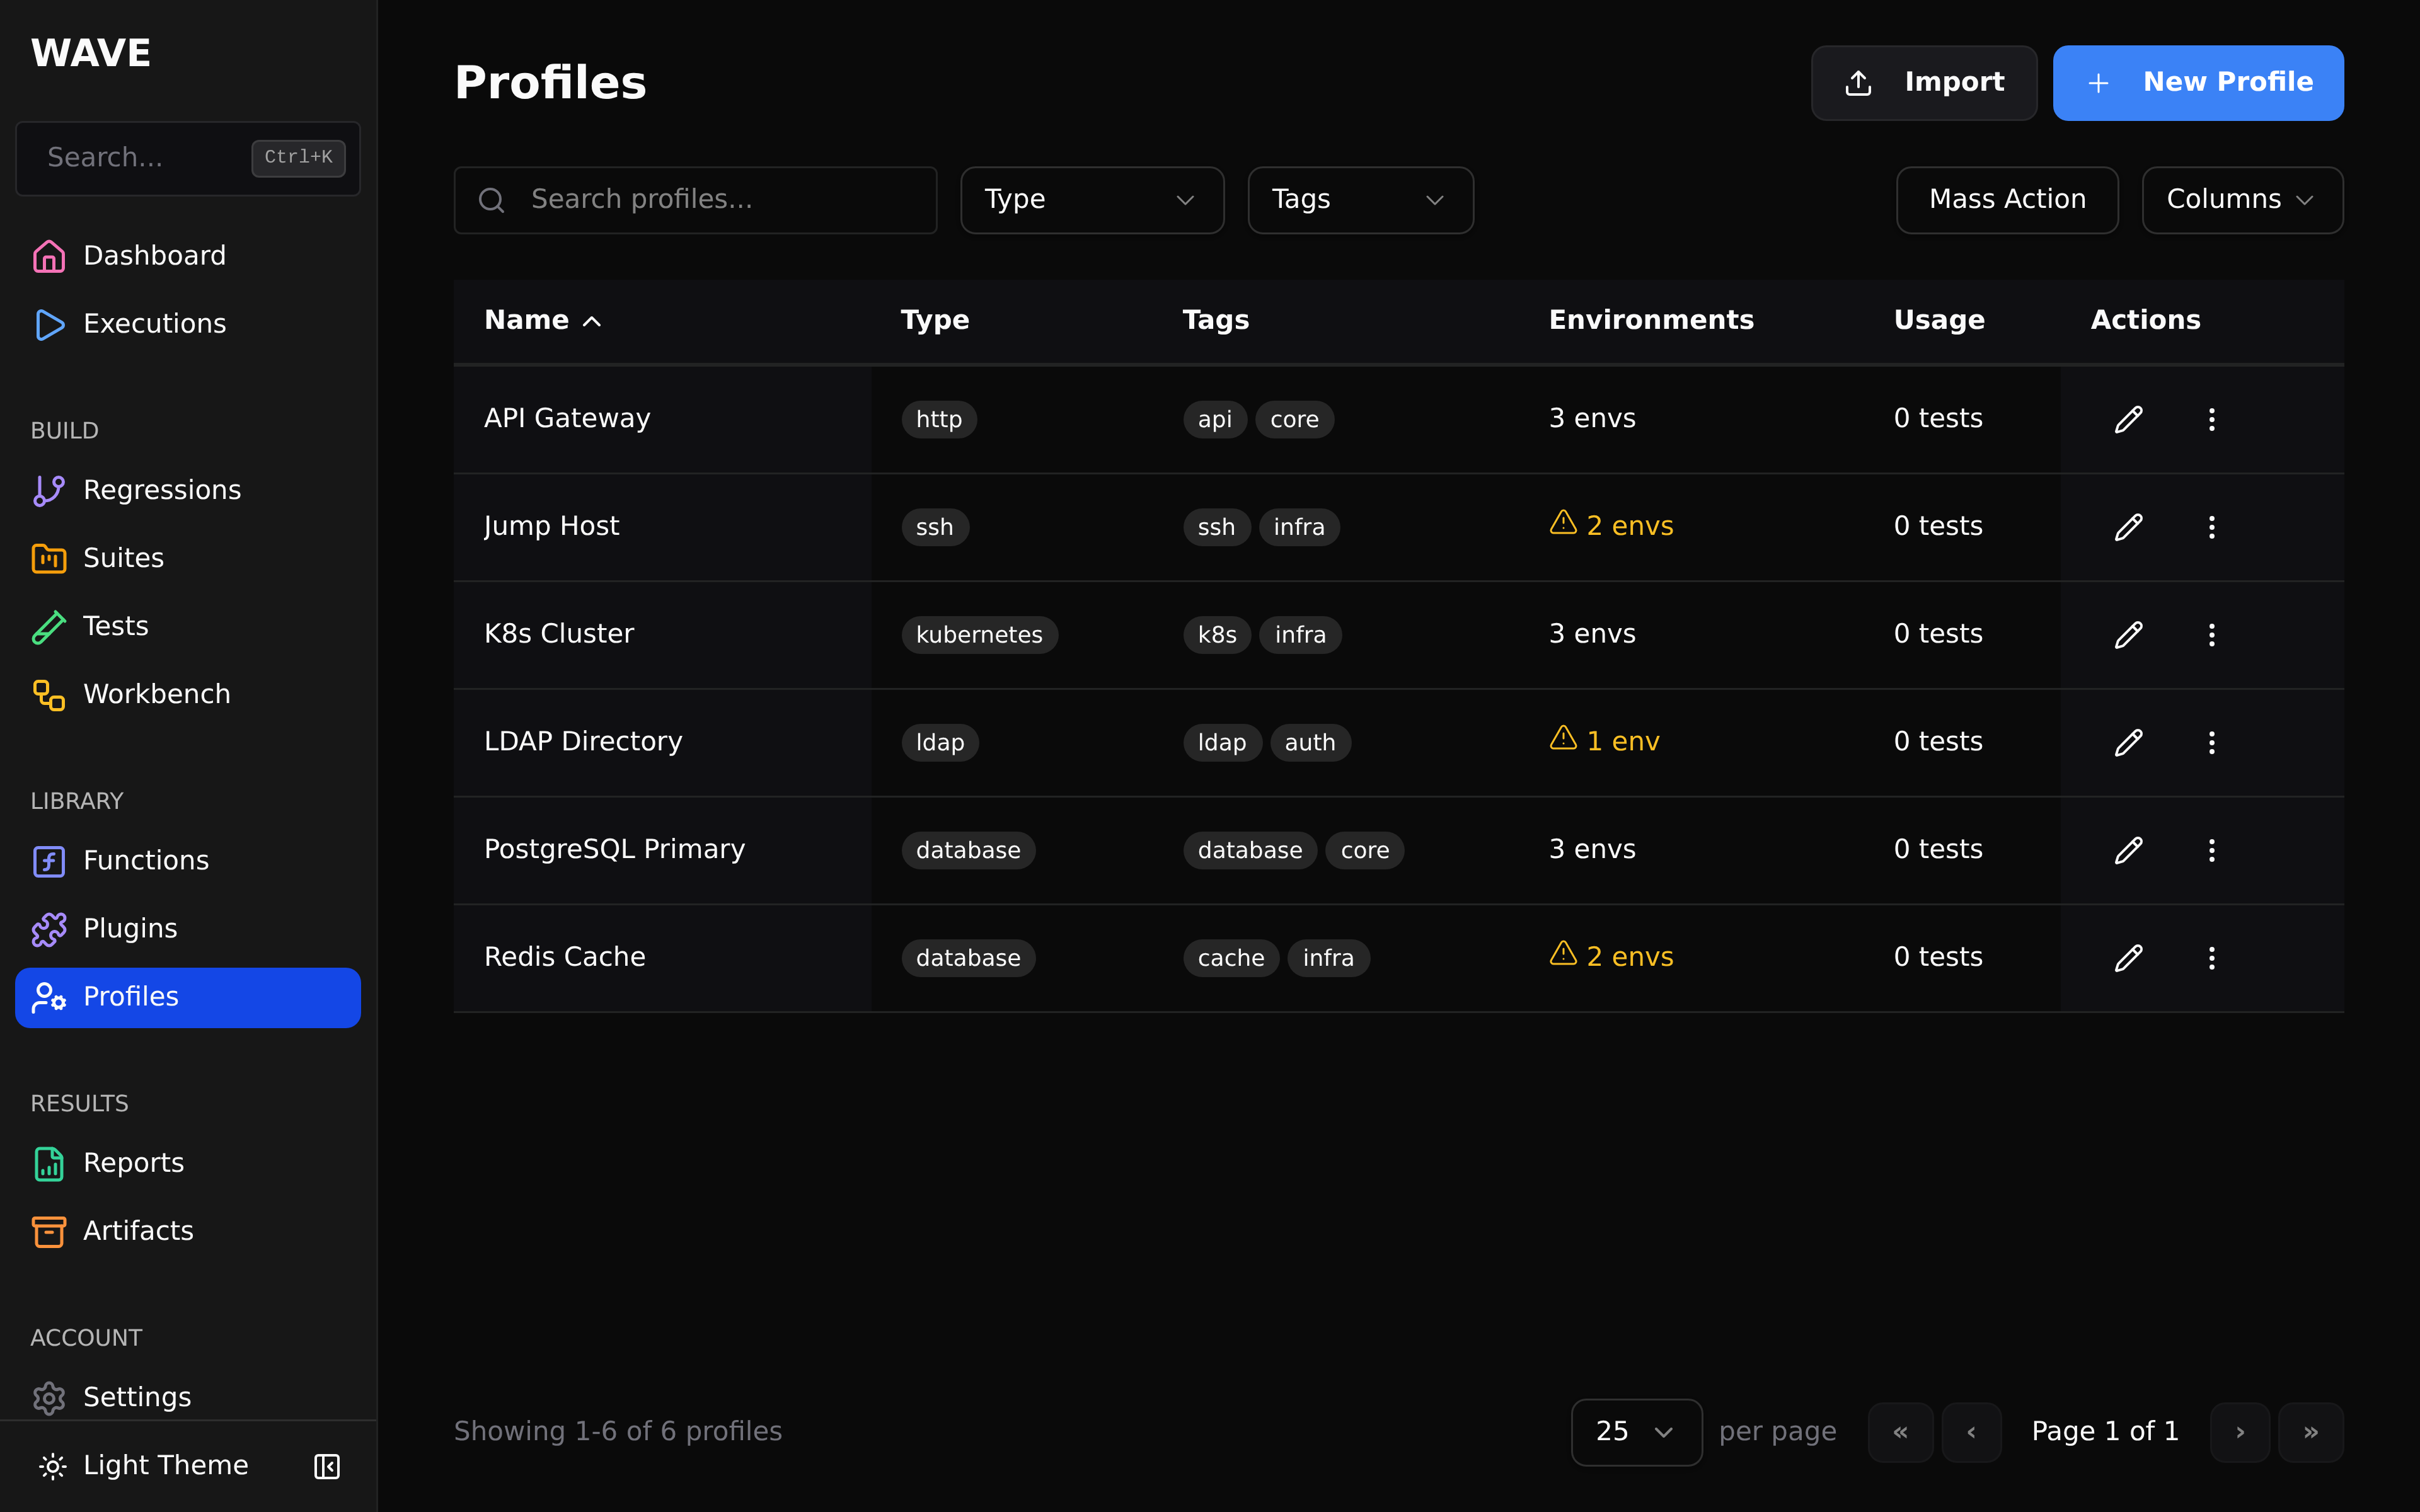 WAVE
Search... Ctrl+K
Dashboard
Executions
BUILD
Regressions
Suites
Tests
Workbench
LIBRARY
Functions
Plugins
Profiles
RESULTS
Reports
Artifacts
ACCOUNT
Settings
Light Theme
Profiles
Import
+ New Profile
Search profiles...
Type
Tags
Mass Action
Columns
Name Type Tags Environments Usage Actions
API Gateway http api core 3 envs 0 tests
Jump Host ssh ssh infra 2 envs 0 tests
K8s Cluster kubernetes k8s infra 3 envs 0 tests
LDAP Directory ldap ldap auth 1 env 0 tests
PostgreSQL Primary database database core 3 envs 0 tests
Redis Cache database cache infra 2 envs 0 tests
Showing 1-6 of 6 profiles
25 per page « ‹ Page 1 of 1 › »